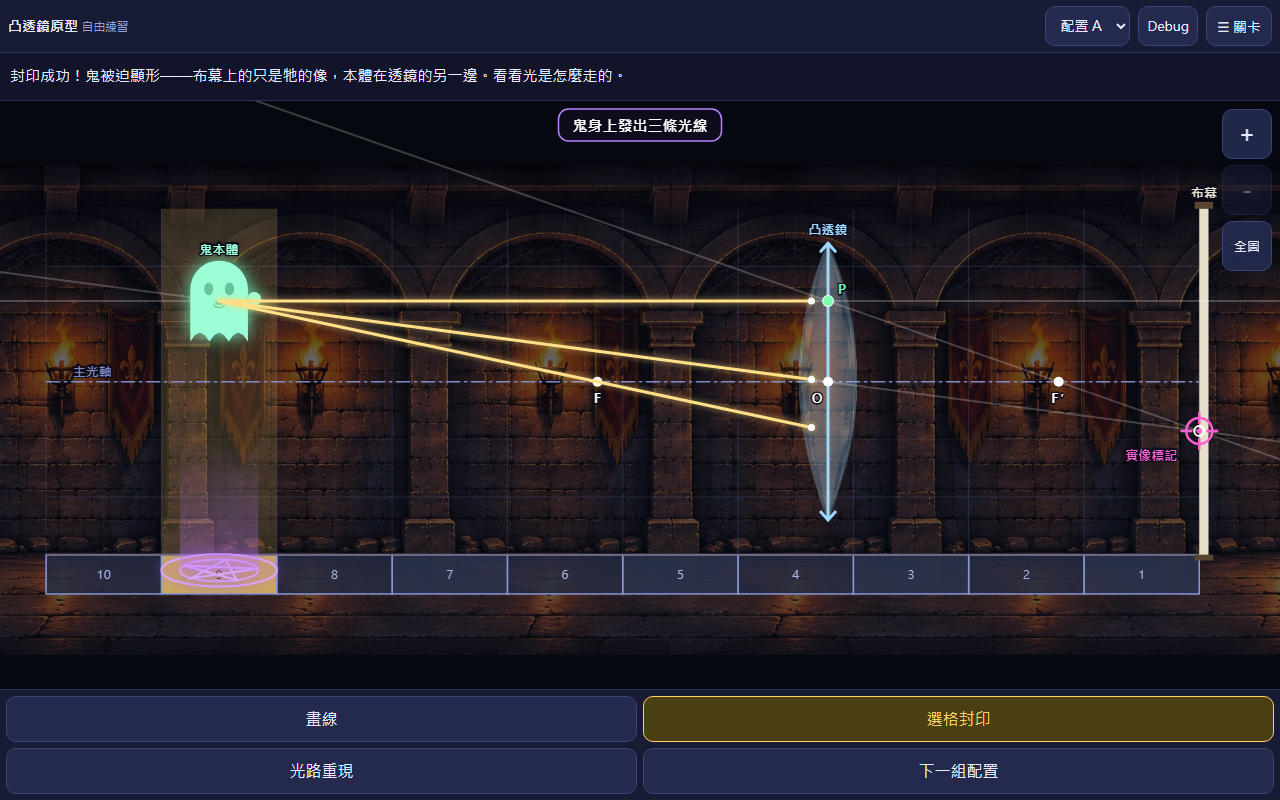 凸透鏡原型 自由練習
配置 A
Debug
☰ 關卡
封印成功！鬼被迫顯形——布幕上的只是牠的像，本體在透鏡的另一邊。看看光是怎麼走的。
鬼身上發出三條光線
+
−
全圖
布幕
凸透鏡
鬼本體
P
主光軸
F
O
F′
實像標記
10
9
8
7
6
5
4
3
2
1
畫線
選格封印
光路重現
下一組配置